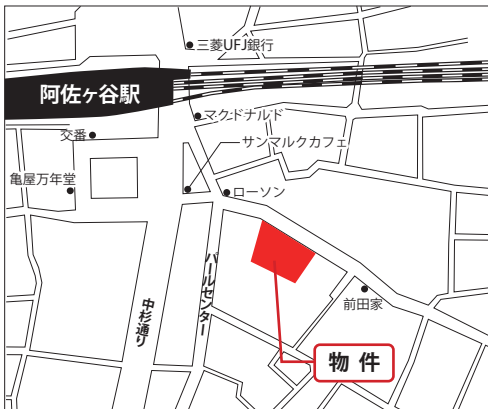 三菱UFJ銀行
阿佐ヶ谷駅
マクドナルド
交番
サンマルクカフェ
亀屋万年堂
ローソン
パールセンター
中杉通り
前田家
物件